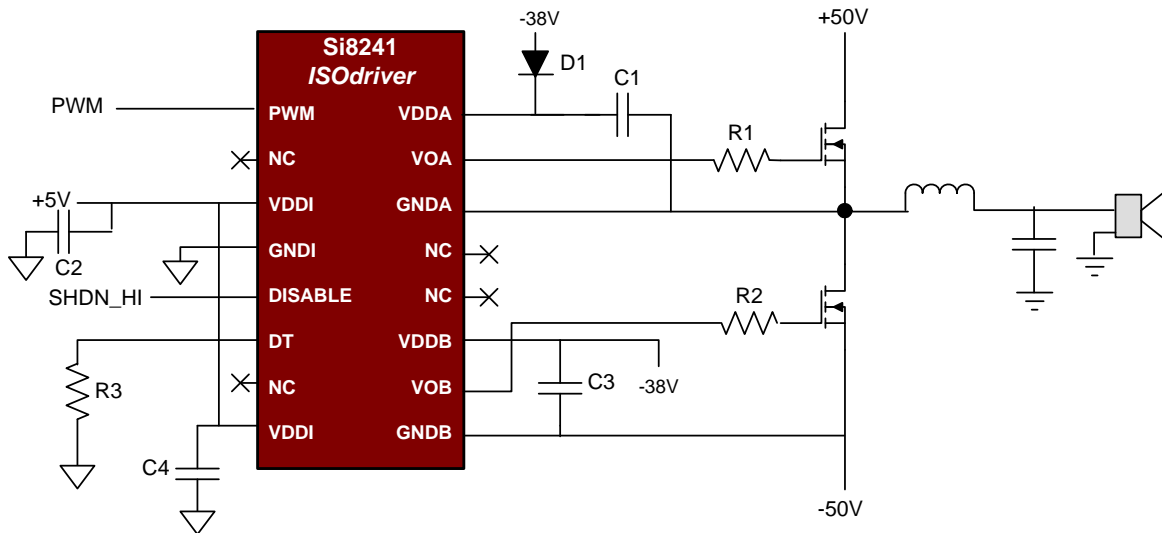 -38V
+50V
Si8241
ISOdriver
D1
C1
PWM
PWM
VDDA
R1
NC
VOA
+5V
VDDI
GNDA
C2
GNDI
NC
SHDN_HI
DISABLE
NC
R2
DT
VDDB
R3
NC
VOB
C3
-38V
VDDI
GNDB
C4
-50V